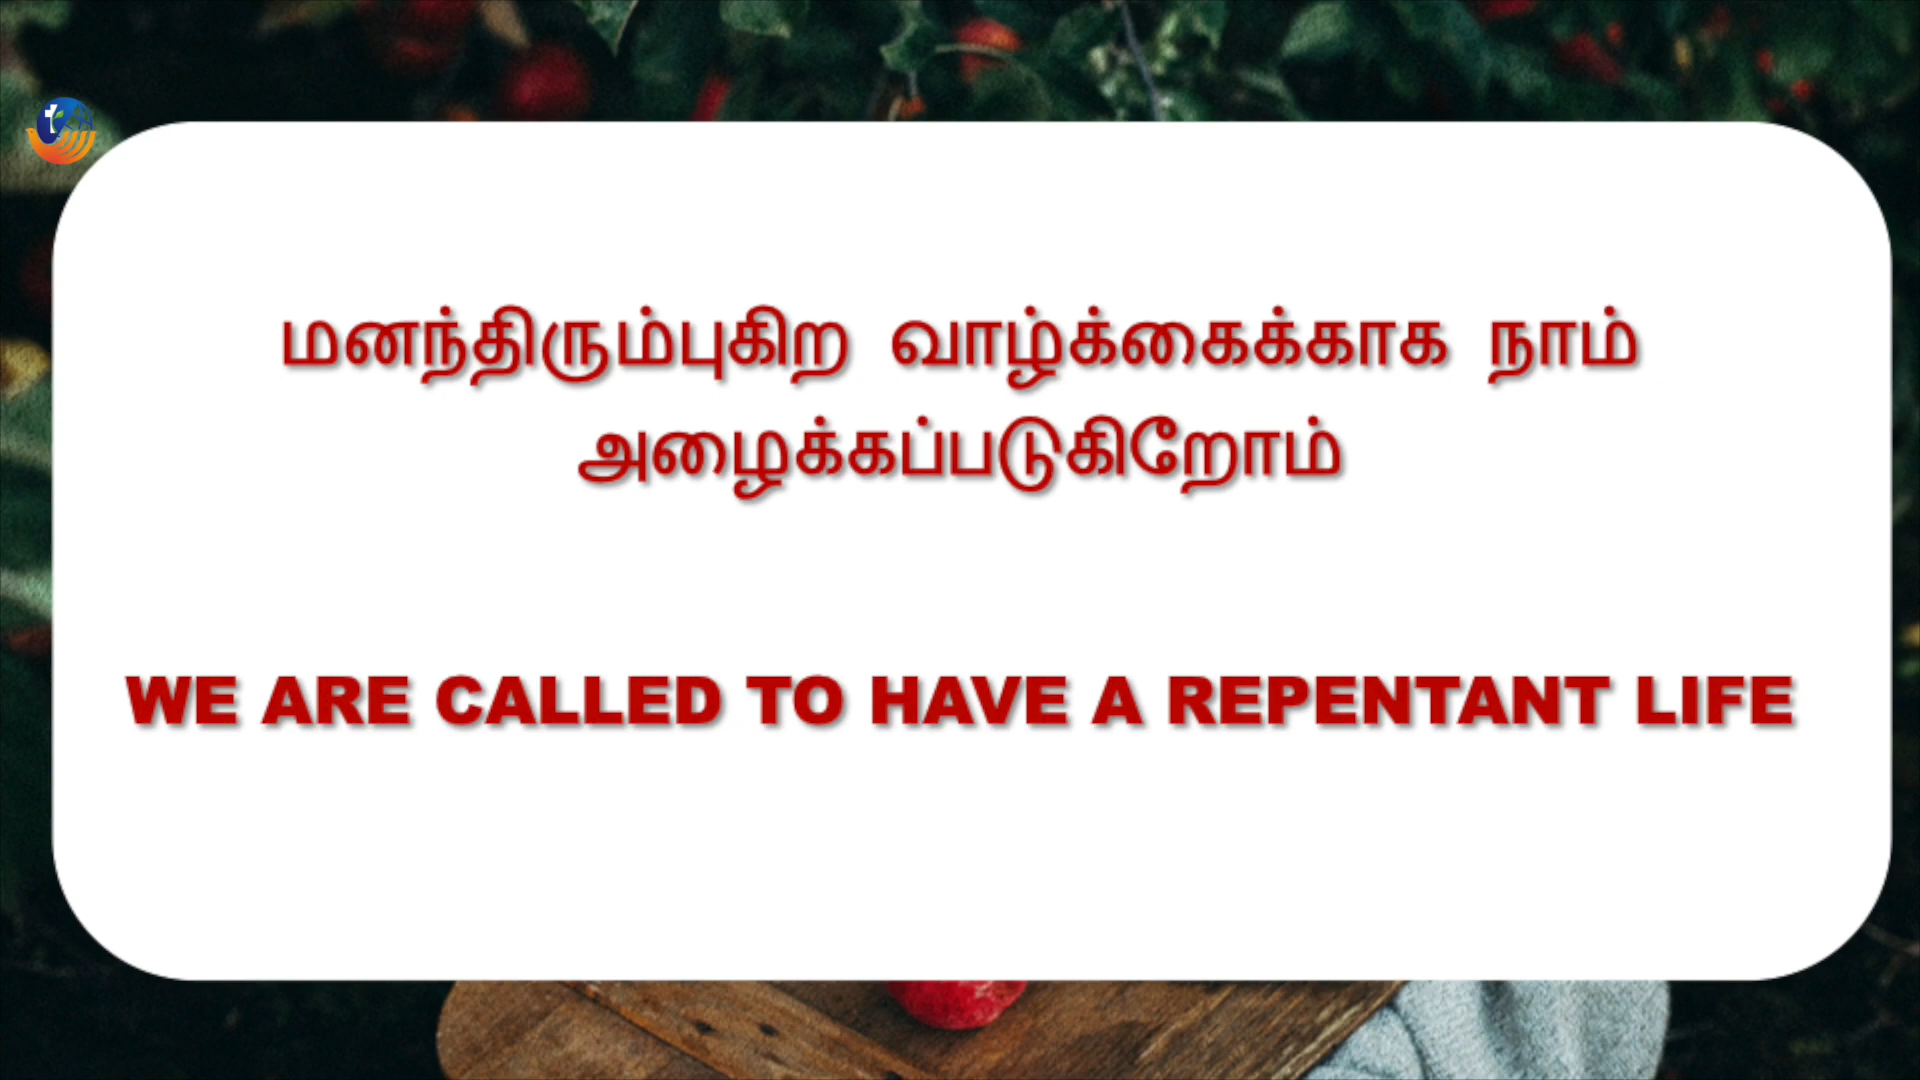 மனந்திரும்புகிற வாழ்க்கைக்காக நாம்
அழைக்கப்படுகிறோம்
WE ARE CALLED TO HAVE A REPENTANT LIFE